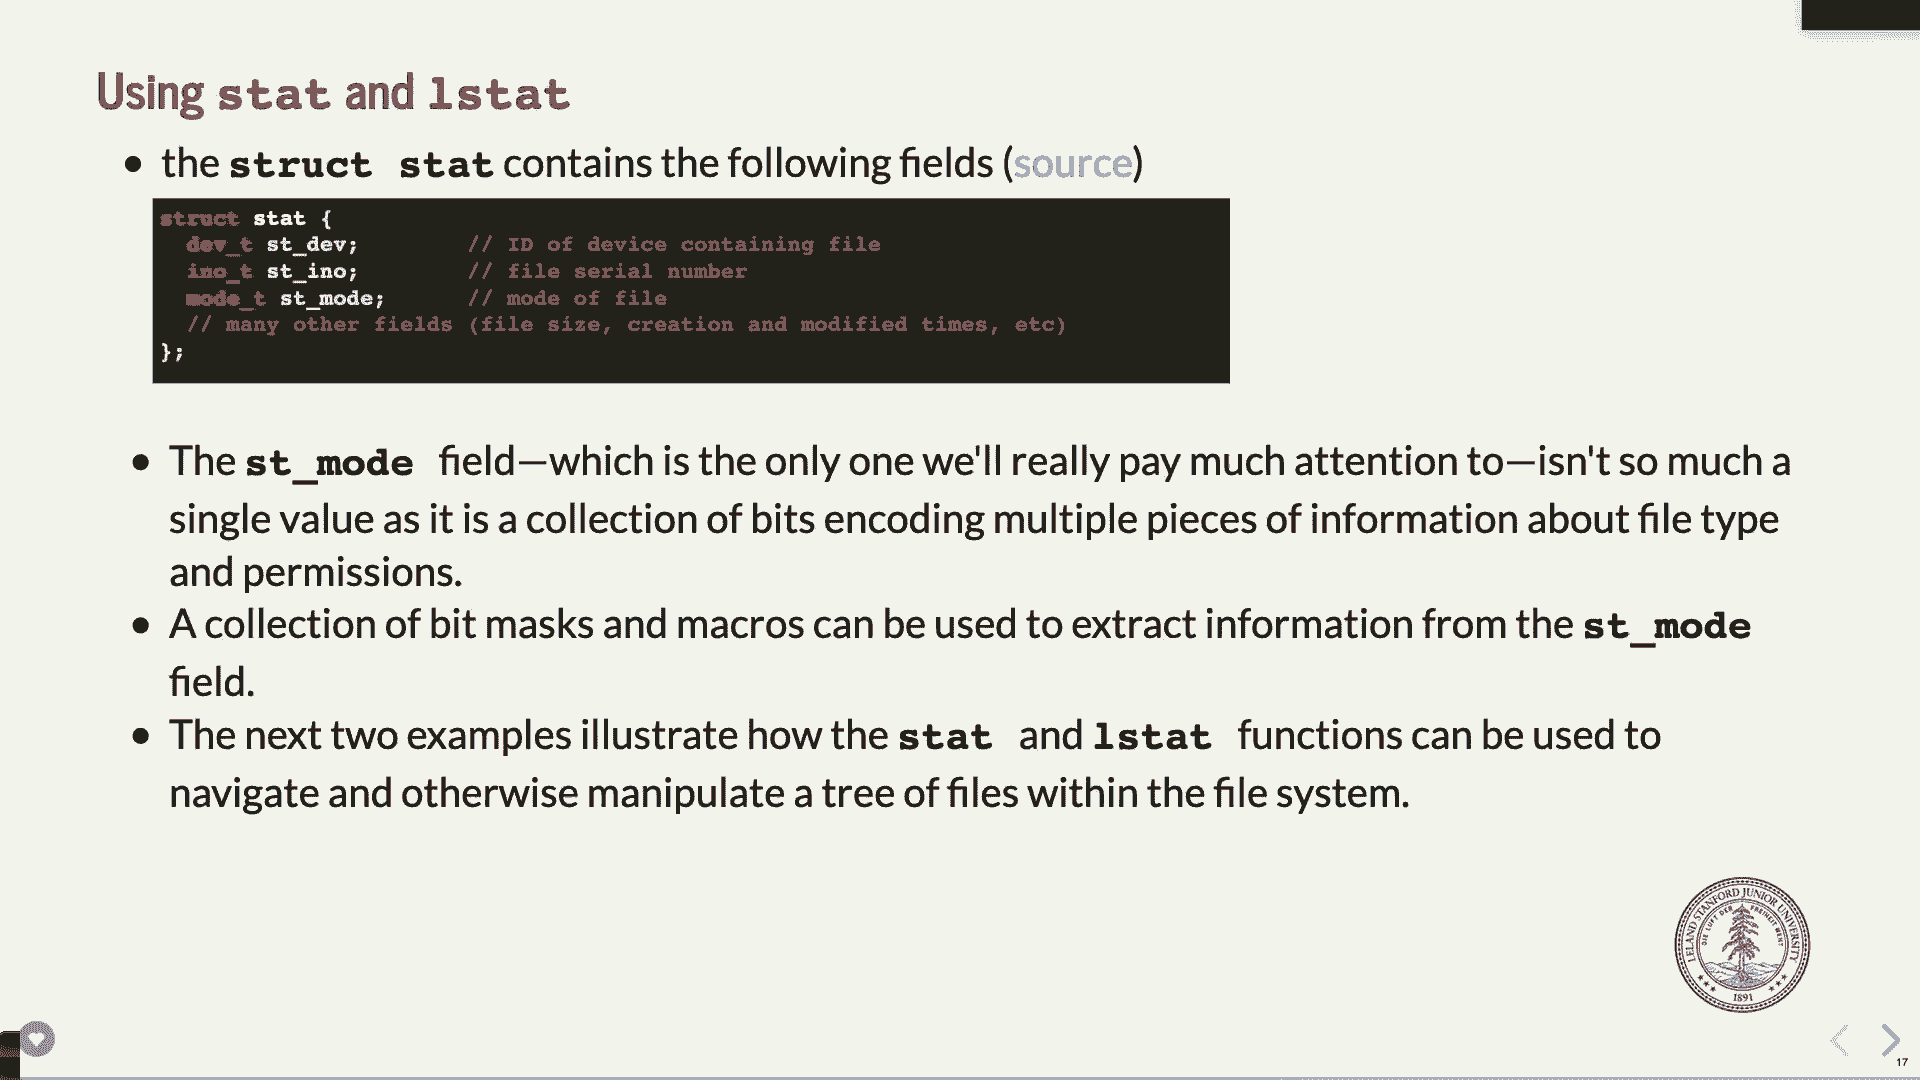 Using stat and lstat
the struct stat contains the following fields (source)
struct stat {
dev_t st_dev; // ID of device containing file
ino_t st_ino; // file serial number
mode_t st_mode; // mode of file
// many other fields (file size, creation and modified times, etc)
};
The st_mode field—which is the only one we'll really pay much attention to—isn't so much a
single value as it is a collection of bits encoding multiple pieces of information about file type
and permissions.
A collection of bit masks and macros can be used to extract information from the st_mode
field.
The next two examples illustrate how the stat and lstat functions can be used to
navigate and otherwise manipulate a tree of files within the file system.
LELAND STANFORD JUNIOR UNIVERSITY
DIE LUFT DER FREIHEIT WEHT
1891
17